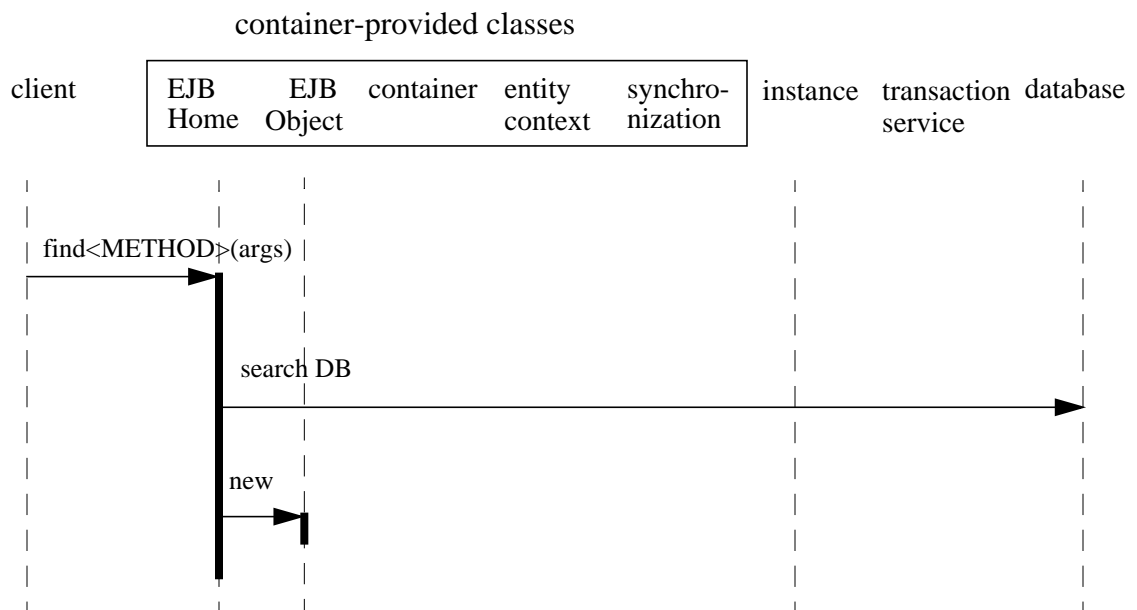 container-provided classes
client
EJB
Home
EJB
Object
container
entity
context
synchro-
nization
instance
transaction
service
database
find<METHOD>(args)
search DB
new